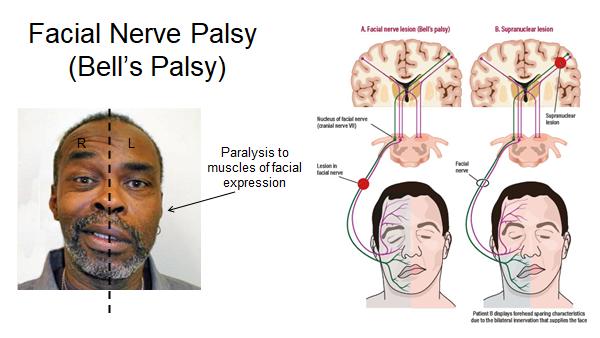 Facial Nerve Palsy
(Bell's Palsy)
R L
Paralysis to
muscles of facial
expression
A. Facial nerve lesion (Bell's palsy)
B. Supranuclear lesion
Nucleus of facial nerve
(cranial nerve VII)
Supranuclear
lesion
Lesion in
facial nerve
Facial
nerve
Patient B displays forehead sparing characteristics
due to the bilateral innervation that supplies the face